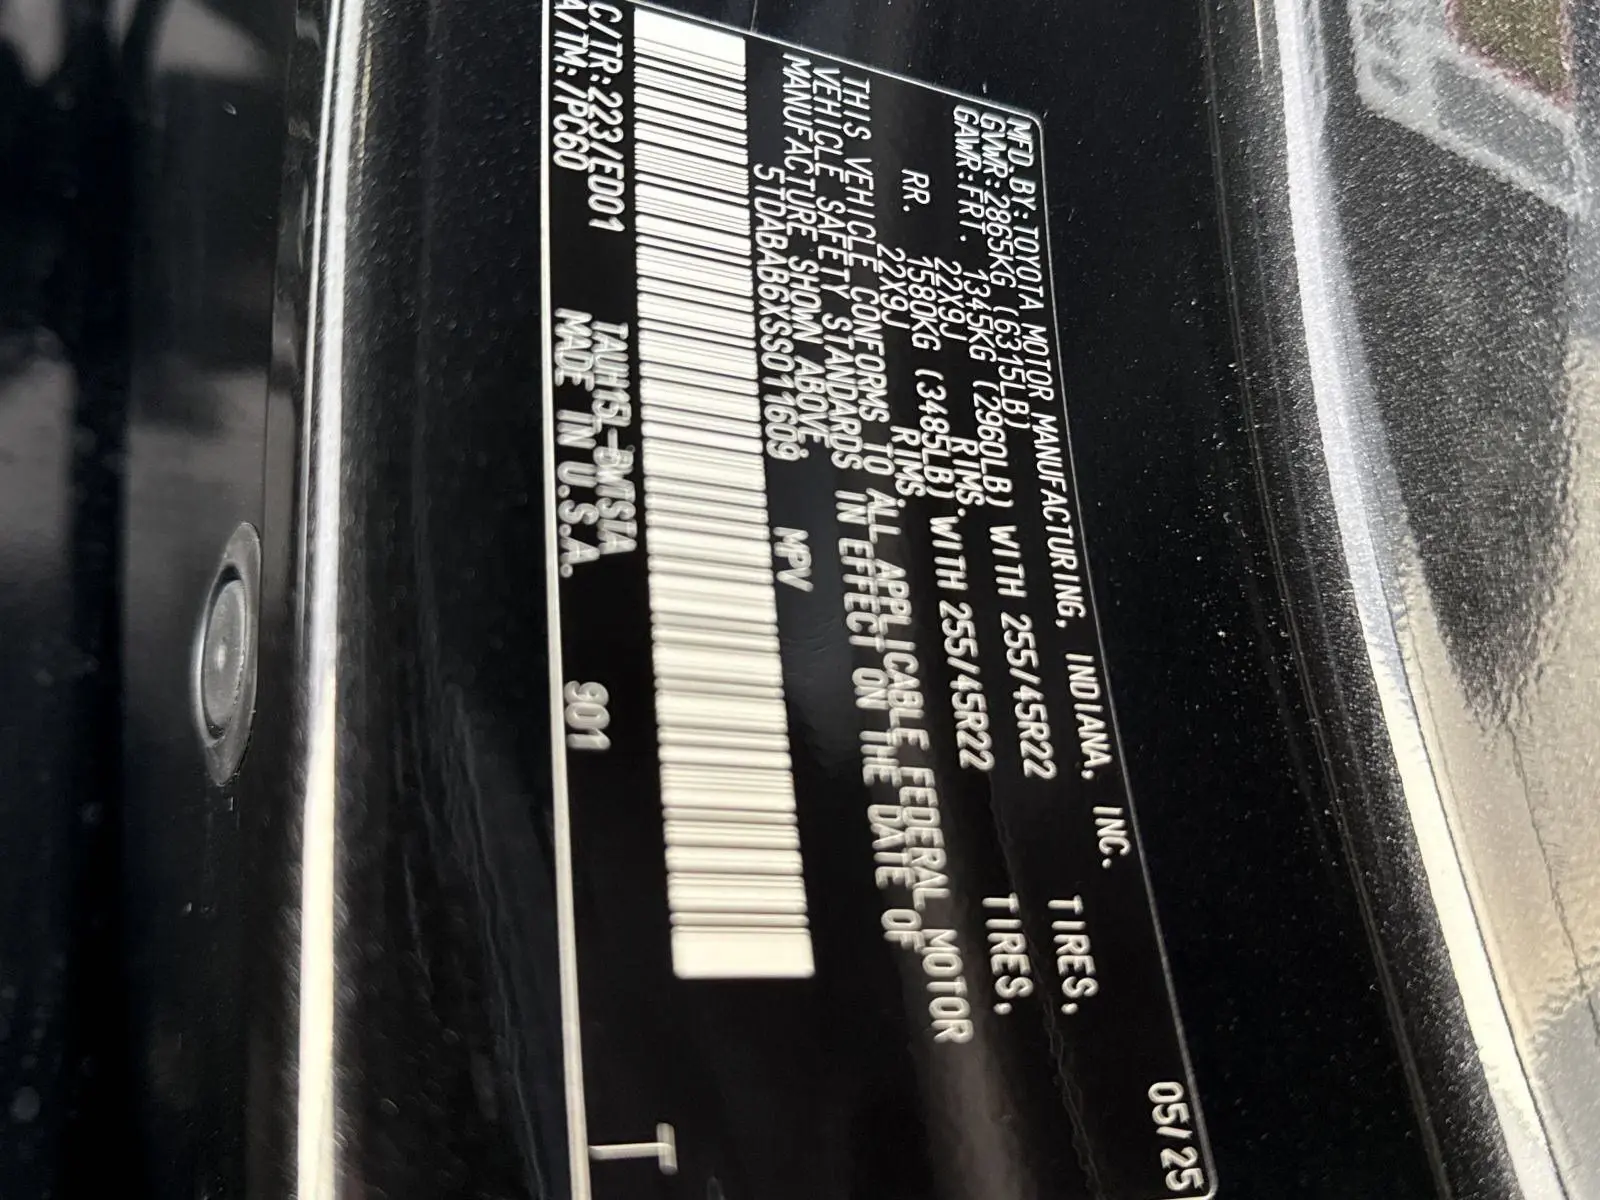 MFD. BY: TOYOTA MOTOR MANUFACTURING, INDIANA, INC. 05/25
GVWR: 2865KG (6315LB)
GAWR: FRT. 1345KG (2960LB) WITH 255/45R22 TIRES,
22X9J RIMS.
RR. 1580KG (3485LB) WITH 255/45R22 TIRES,
22X9J RIMS.
THIS VEHICLE CONFORMS TO ALL APPLICABLE FEDERAL MOTOR
VEHICLE SAFETY STANDARDS IN EFFECT ON THE DATE OF
MANUFACTURE SHOWN ABOVE.
5TDABAB6XSS011609 MPV
C/TR: 223/ED01 TAUH15L-BMTSIA
A/TM: /PC60 MADE IN U.S.A. 901